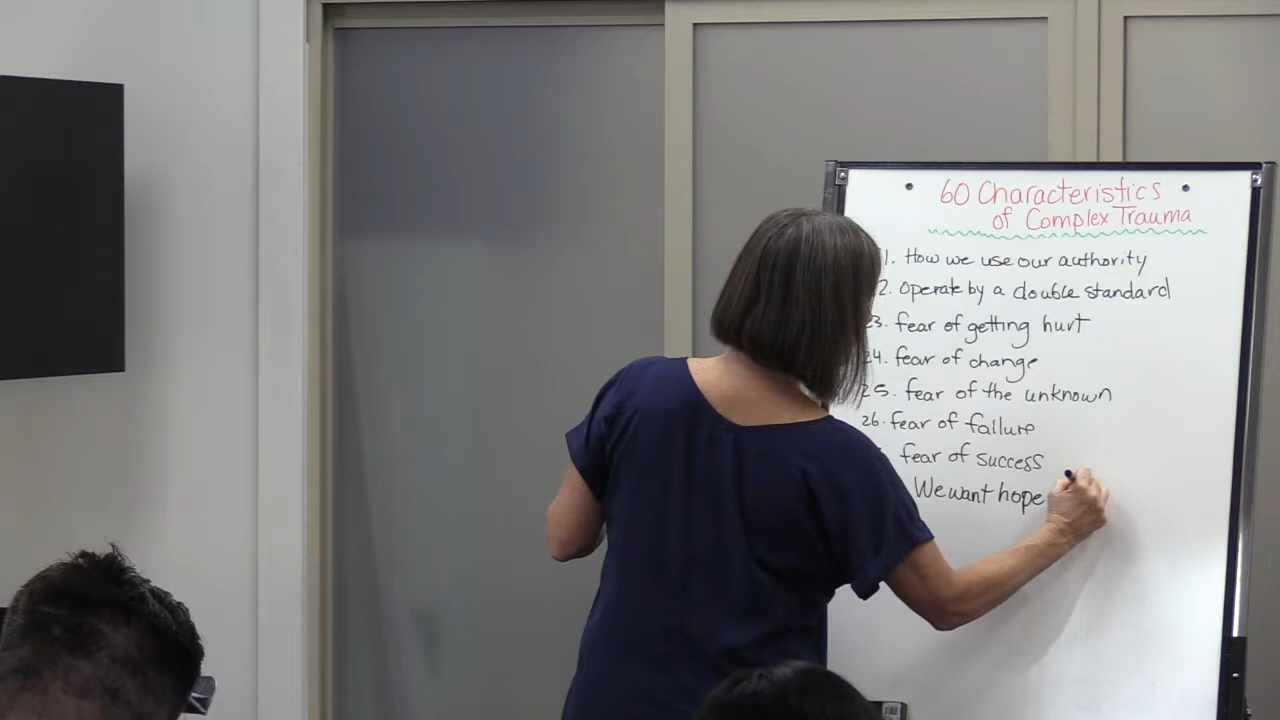 60 Characteristics
of Complex Trauma
1. How we use our authority
2. Operate by a double standard
23. fear of getting hurt
24. fear of change
25. fear of the unknown
26. fear of failure
fear of success
We want hope